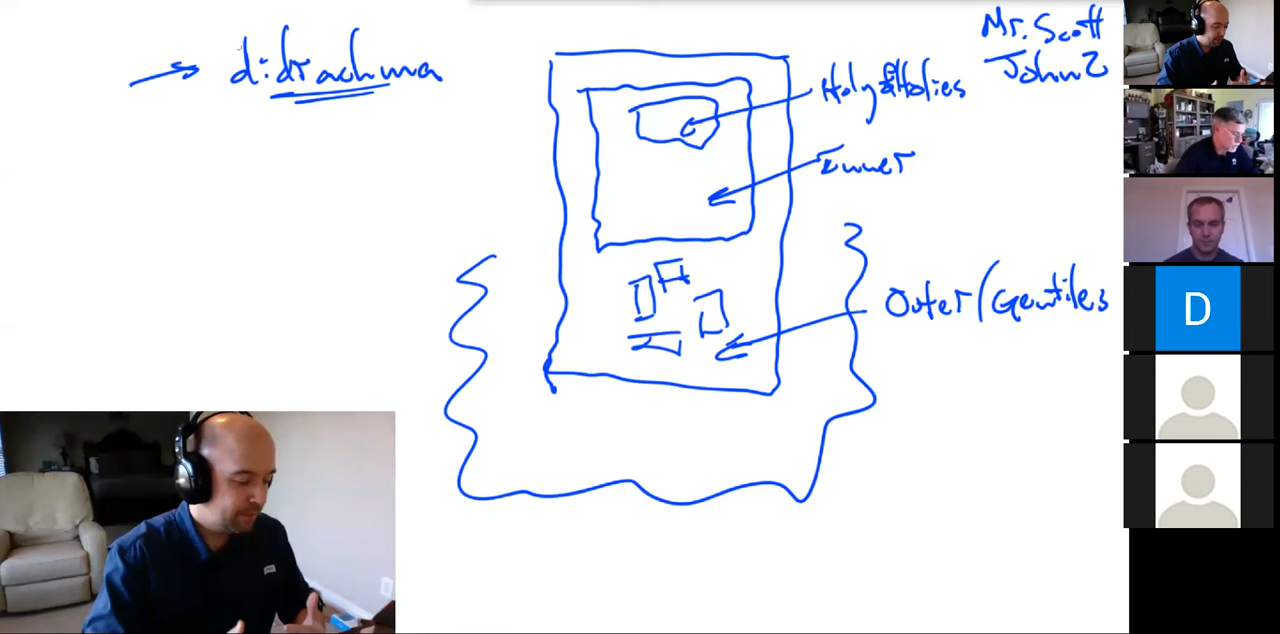 → didrachma
Mr. Scott
John 2
Holy of Holies
Inner
Outer/Gentiles
D